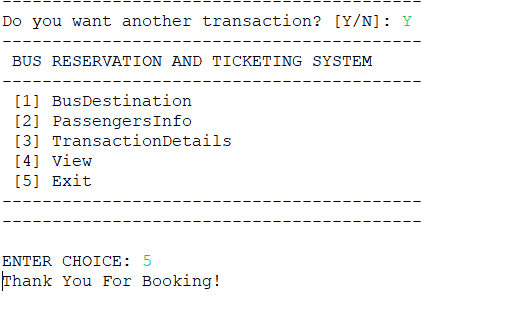 ------------------------------------------
Do you want another transaction? [Y/N]: Y
------------------------------------------
BUS RESERVATION AND TICKETING SYSTEM
------------------------------------------
[1] BusDestination
[2] PassengersInfo
[3] TransactionDetails
[4] View
[5] Exit
------------------------------------------
------------------------------------------
ENTER CHOICE: 5
Thank You For Booking!